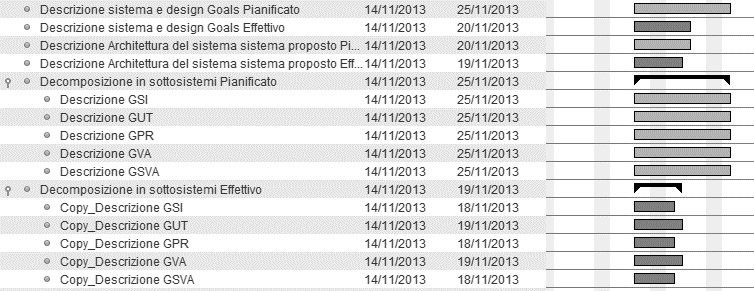 Descrizione sistema e design Goals Pianificato 14/11/2013 25/11/2013
Descrizione sistema e design Goals Effettivo 14/11/2013 20/11/2013
Descrizione Architettura del sistema sistema proposto Pi... 14/11/2013 20/11/2013
Descrizione Architettura del sistema sistema proposto Eff... 14/11/2013 19/11/2013
Decomposizione in sottosistemi Pianificato 14/11/2013 25/11/2013
Descrizione GSI 14/11/2013 25/11/2013
Descrizione GUT 14/11/2013 25/11/2013
Descrizione GPR 14/11/2013 25/11/2013
Descrizione GVA 14/11/2013 25/11/2013
Descrizione GSVA 14/11/2013 25/11/2013
Decomposizione in sottosistemi Effettivo 14/11/2013 19/11/2013
Copy_Descrizione GSI 14/11/2013 18/11/2013
Copy_Descrizione GUT 14/11/2013 19/11/2013
Copy_Descrizione GPR 14/11/2013 18/11/2013
Copy_Descrizione GVA 14/11/2013 19/11/2013
Copy_Descrizione GSVA 14/11/2013 18/11/2013